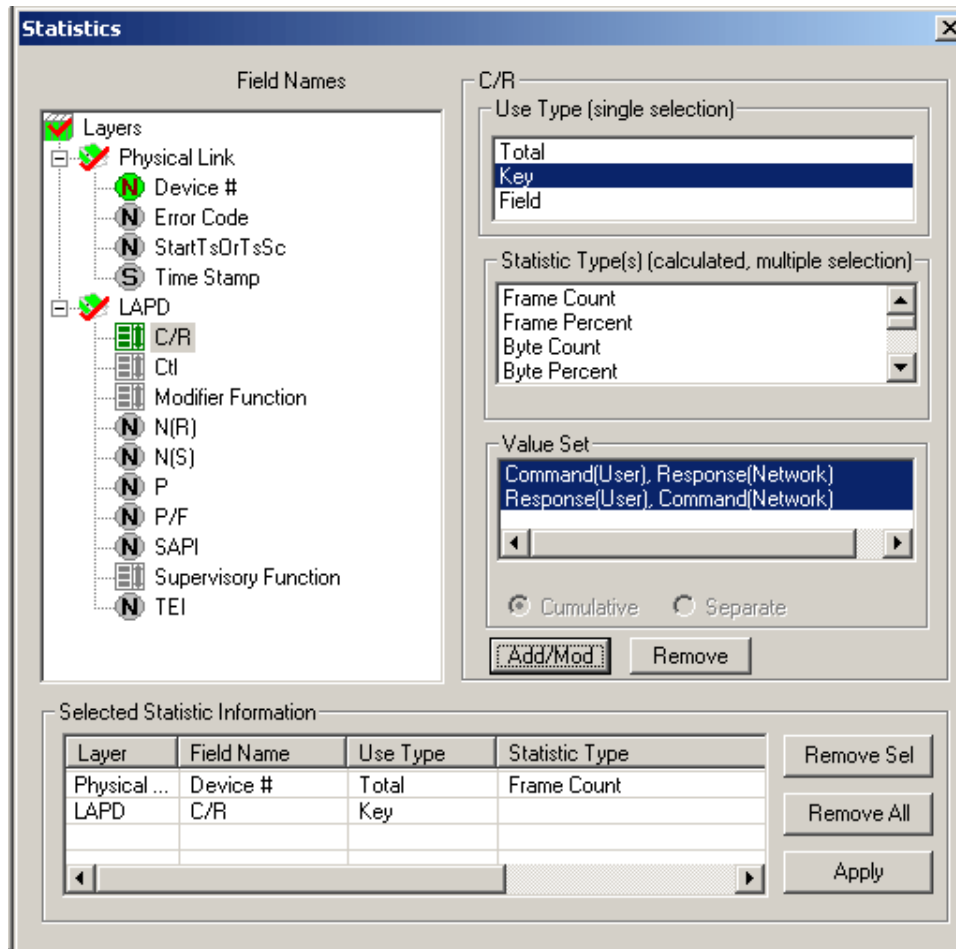 Statistics
Field Names
Layers
Physical Link
N Device #
N Error Code
N StartTsOrTsSc
S Time Stamp
LAPD
C/R
Ctl
Modifier Function
N N(R)
N N(S)
N P
N P/F
N SAPI
Supervisory Function
N TEI
C/R
Use Type (single selection)
Total
Key
Field
Statistic Type(s) (calculated, multiple selection)
Frame Count
Frame Percent
Byte Count
Byte Percent
Value Set
Command(User), Response(Network)
Response(User), Command(Network)
Cumulative Separate
Add/Mod Remove
Selected Statistic Information
Layer Field Name Use Type Statistic Type
Physical ... Device # Total Frame Count
LAPD C/R Key
Remove Sel
Remove All
Apply